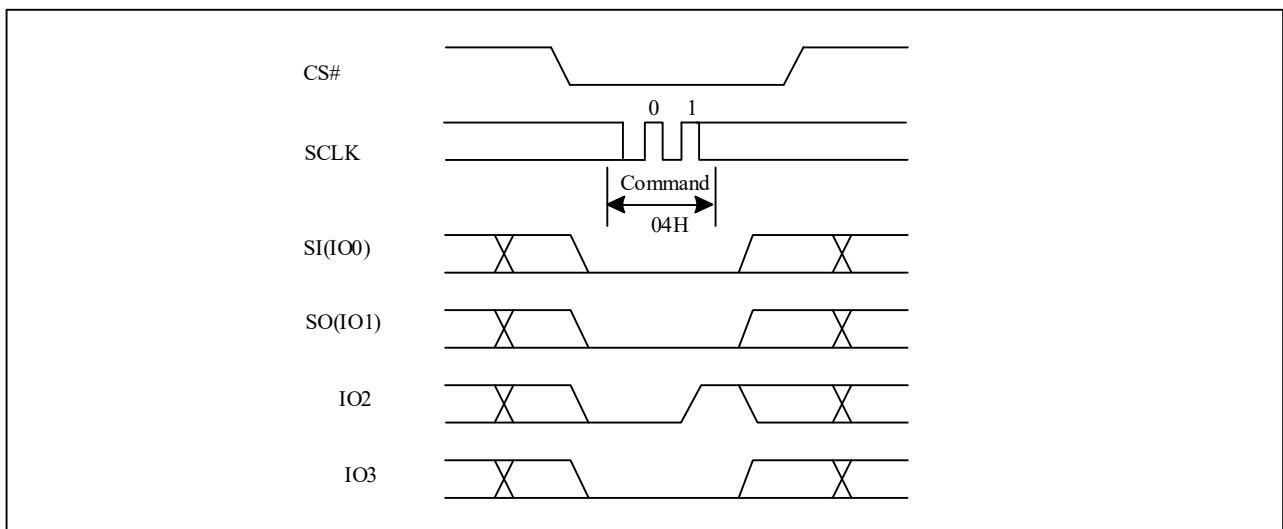 CS#
0 1
SCLK
Command
04H
SI(IO0)
SO(IO1)
IO2
IO3